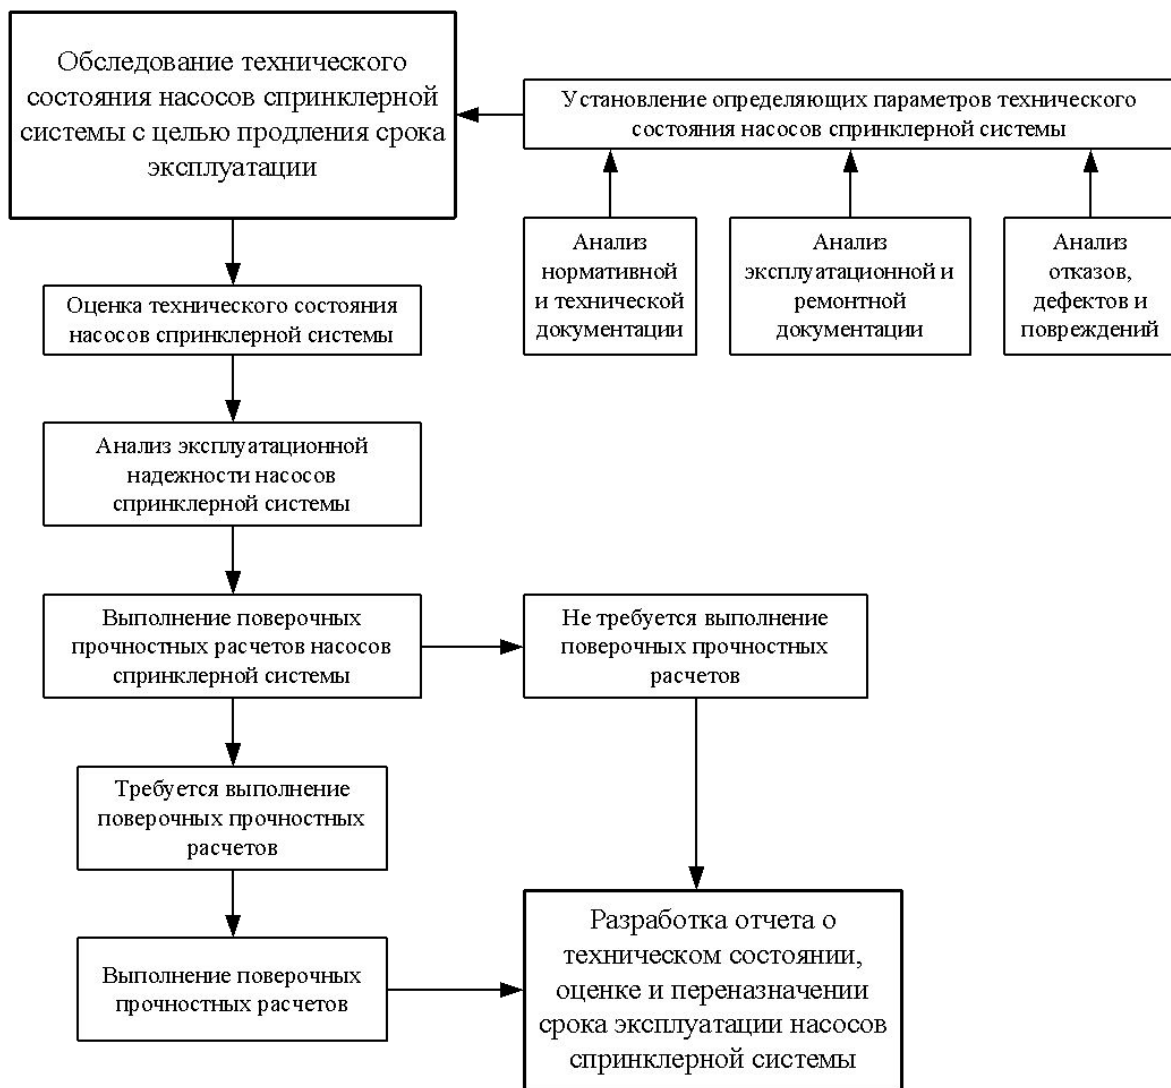 Обследование технического
состояния насосов спринклерной
системы с целью продления срока
эксплуатации
Установление определяющих параметров технического
состояния насосов спринклерной системы
Анализ
нормативной
и технической
документации
Анализ
эксплуатационной и
ремонтной
документации
Анализ
отказов,
дефектов и
повреждений
Оценка технического состояния
насосов спринклерной системы
Анализ эксплуатационной
надежности насосов
спринклерной системы
Выполнение поверочных
прочностных расчетов насосов
спринклерной системы
Не требуется выполнение
поверочных прочностных
расчетов
Требуется выполнение
поверочных прочностных
расчетов
Выполнение поверочных
прочностных расчетов
Разработка отчета о
техническом состоянии,
оценке и переназначении
срока эксплуатации насосов
спринклерной системы